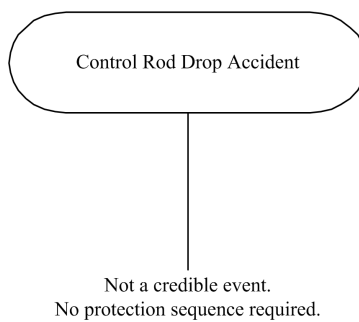 Control Rod Drop Accident
Not a credible event.
No protection sequence required.